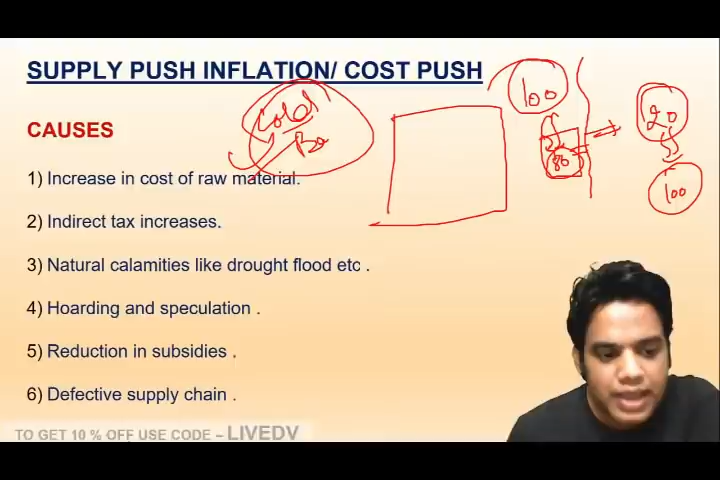 SUPPLY PUSH INFLATION/ COST PUSH
CAUSES
1) Increase in cost of raw material.
2) Indirect tax increases.
3) Natural calamities like drought flood etc .
4) Hoarding and speculation .
5) Reduction in subsidies .
6) Defective supply chain .
TO GET 10 % OFF USE CODE – LIVEDV
100
80
20
100